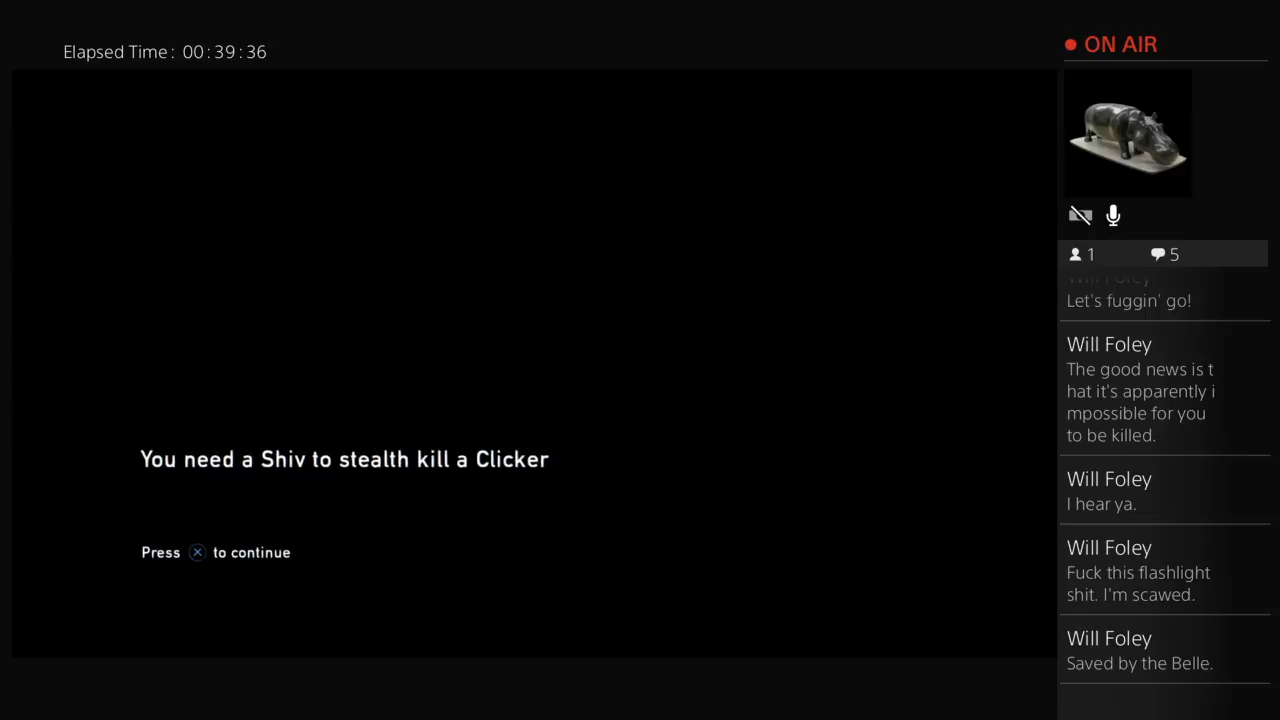 Elapsed Time: 00:39:36
ON AIR
1
5
Will Foley
Let's fuggin' go!
Will Foley
The good news is t
hat it's apparently i
mpossible for you
to be killed.
Will Foley
I hear ya.
Will Foley
Fuck this flashlight
shit. I'm scawed.
Will Foley
Saved by the Belle.
You need a Shiv to stealth kill a Clicker
Press ✕ to continue